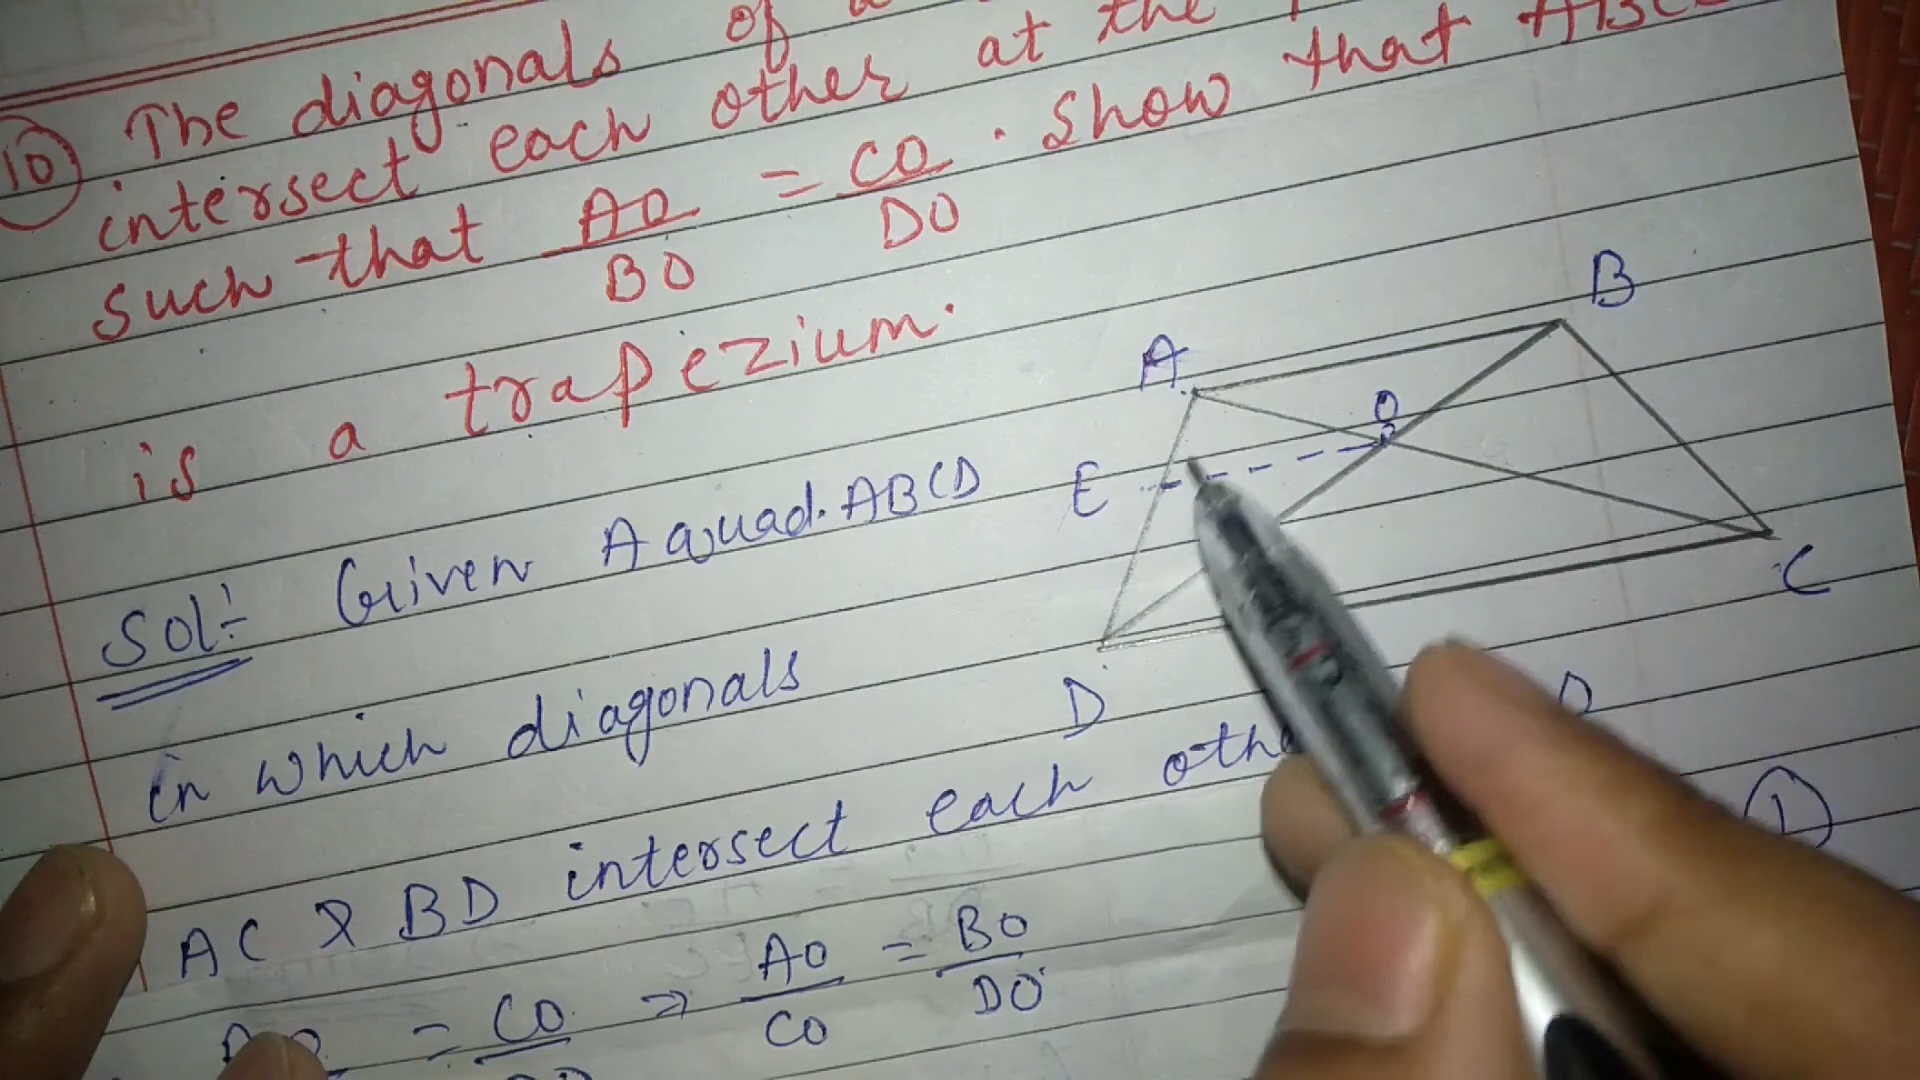 10 The diagonals of a
intersect each other at the
such that AO/BO = CO/DO . Show that ABC
is a trapezium.
A B
O
E
D C
Sol:- Given A quad. ABCD
in which diagonals
AC & BD intersect each othe O
= CO ⇒ AO/CO = BO/DO 1